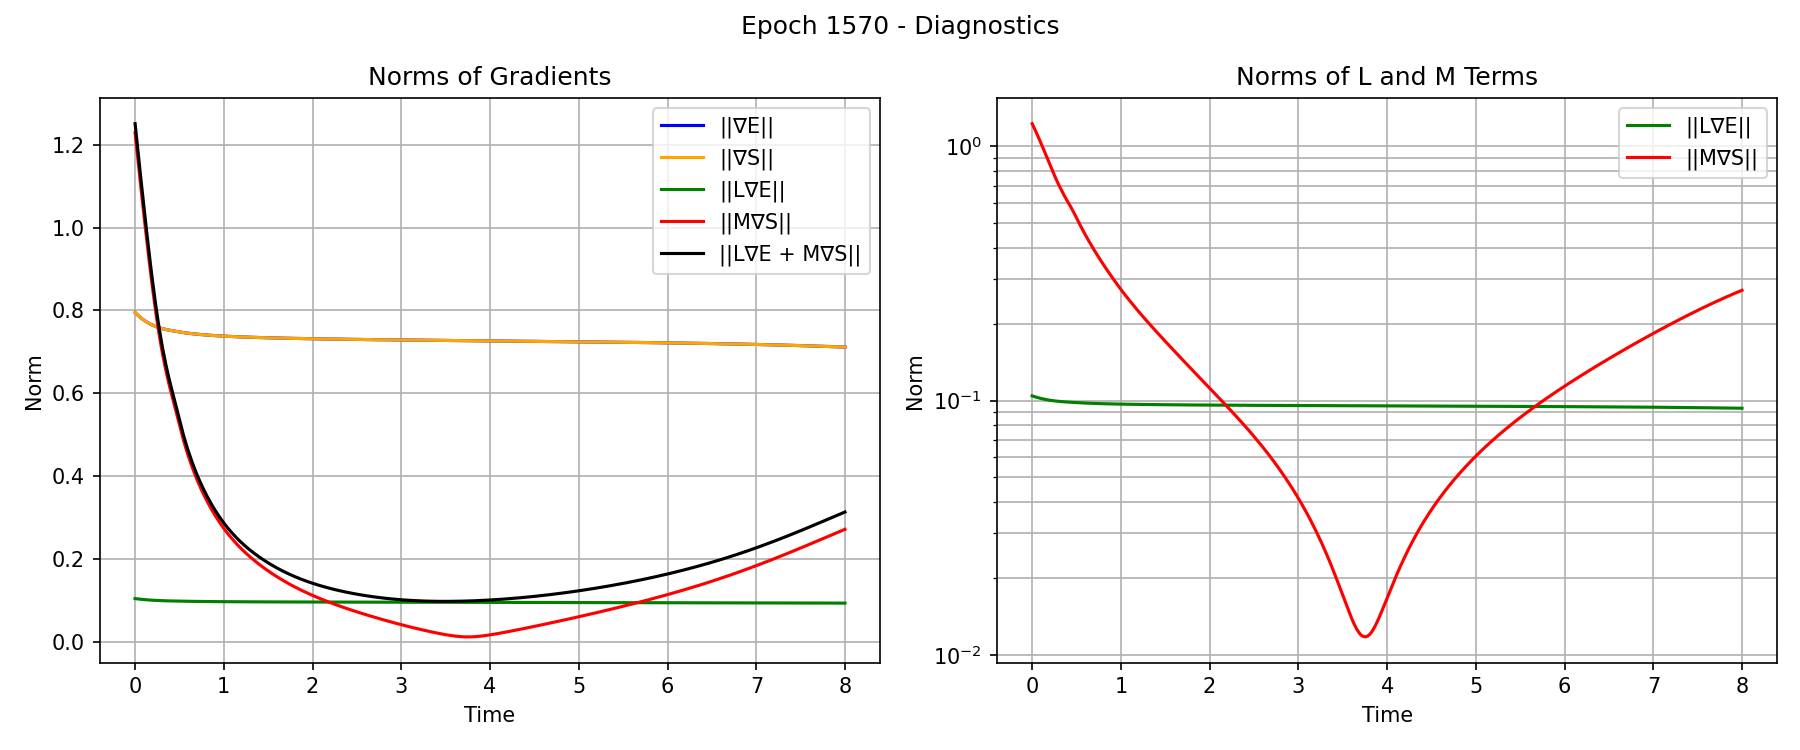 Epoch 1570 - Diagnostics
Norms of Gradients
Norm
1.2
1.0
0.8
0.6
0.4
0.2
0.0
||∇E||
||∇S||
||L∇E||
||M∇S||
||L∇E + M∇S||
0 1 2 3 4 5 6 7 8
Time
Norms of L and M Terms
Norm
10⁰
10⁻¹
10⁻²
||L∇E||
||M∇S||
0 1 2 3 4 5 6 7 8
Time